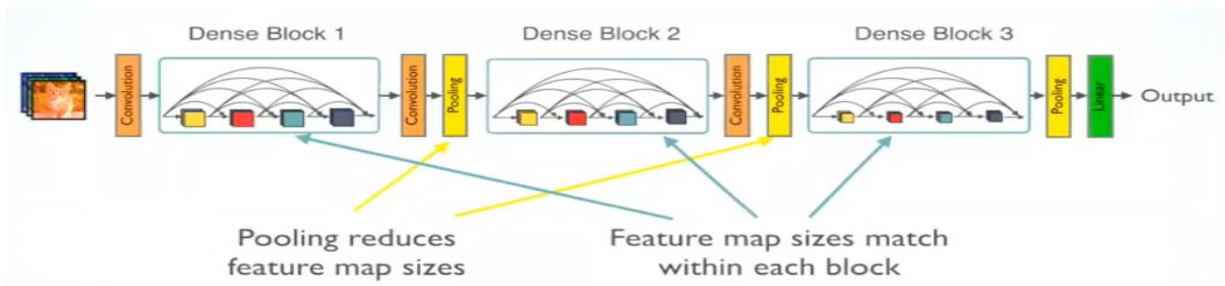 Dense Block 1
Dense Block 2
Dense Block 3
Convolution
Convolution
Pooling
Convolution
Pooling
Pooling
Linear
Output
Pooling reduces
feature map sizes
Feature map sizes match
within each block